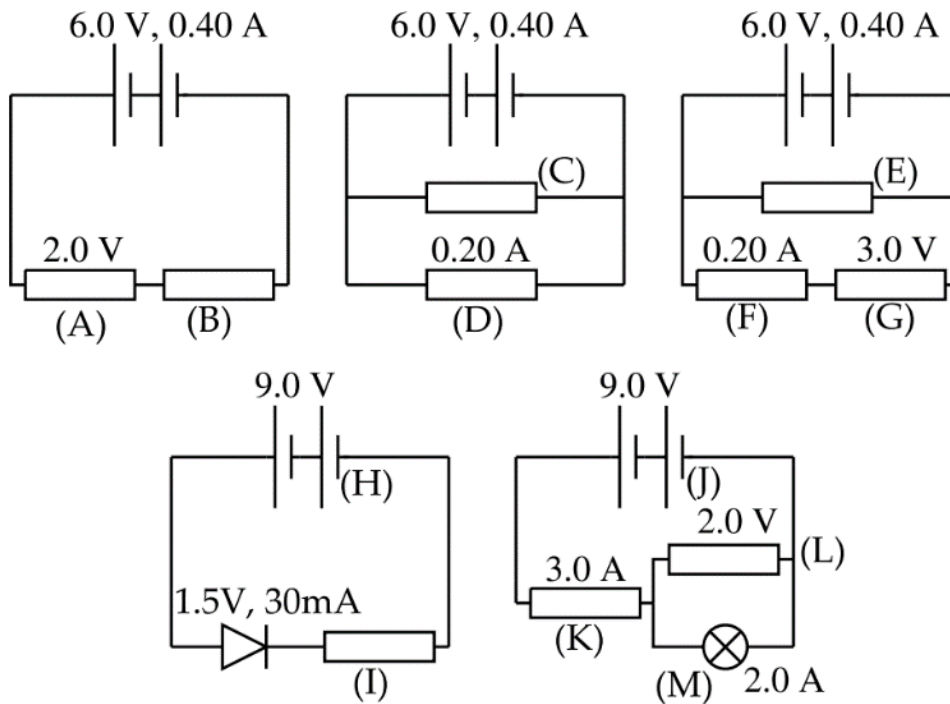 6.0 V, 0.40 A
6.0 V, 0.40 A
6.0 V, 0.40 A
(C)
(E)
2.0 V
0.20 A
0.20 A
3.0 V
(A)
(B)
(D)
(F)
(G)
9.0 V
9.0 V
(H)
(J)
2.0 V
(L)
1.5V, 30mA
3.0 A
(K)
(I)
(M)
2.0 A